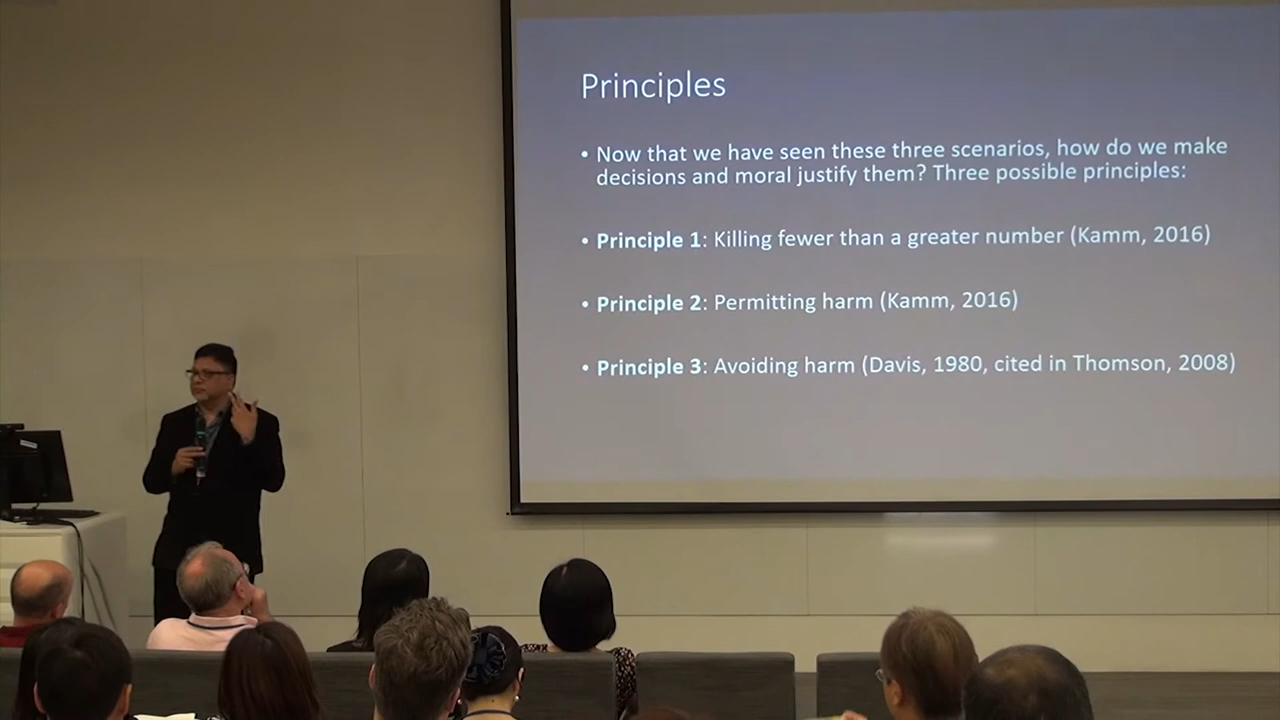 Principles
• Now that we have seen these three scenarios, how do we make
decisions and moral justify them? Three possible principles:
• Principle 1: Killing fewer than a greater number (Kamm, 2016)
• Principle 2: Permitting harm (Kamm, 2016)
• Principle 3: Avoiding harm (Davis, 1980, cited in Thomson, 2008)